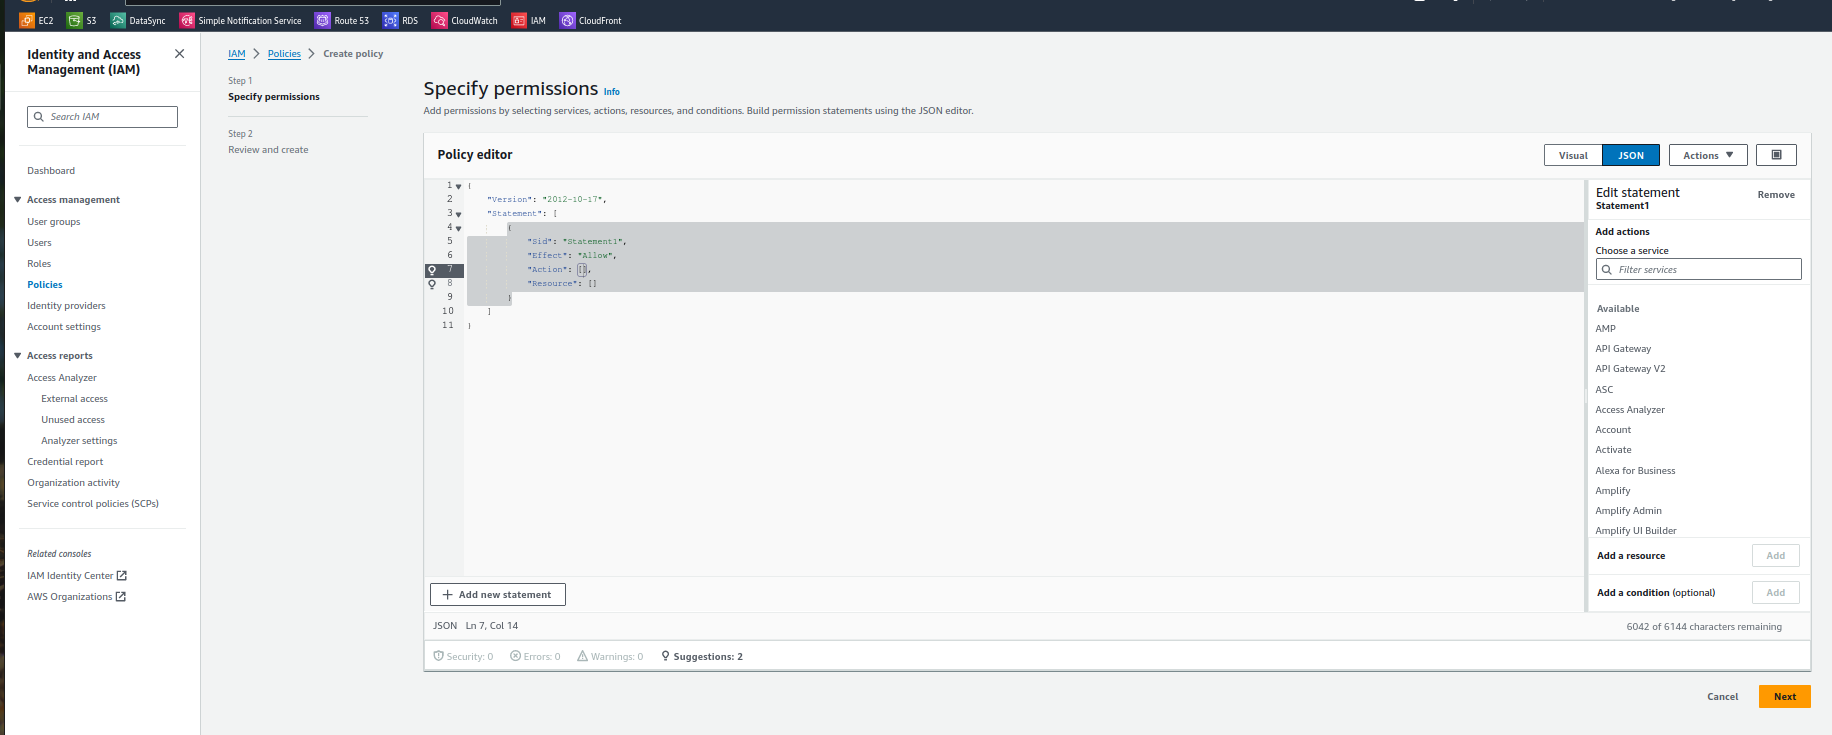 EC2 S3 DataSync Simple Notification Service Route 53 RDS CloudWatch IAM CloudFront
Identity and Access
Management (IAM)
Search IAM
Dashboard
Access management
User groups
Users
Roles
Policies
Identity providers
Account settings
Access reports
Access Analyzer
External access
Unused access
Analyzer settings
Credential report
Organization activity
Service control policies (SCPs)
Related consoles
IAM Identity Center
AWS Organizations
IAM > Policies > Create policy
Step 1
Specify permissions
Step 2
Review and create
Specify permissions Info
Add permissions by selecting services, actions, resources, and conditions. Build permission statements using the JSON editor.
Policy editor
Visual JSON Actions
1 {
2 "Version": "2012-10-17",
3 "Statement": [
4 {
5 "Sid": "Statement1",
6 "Effect": "Allow",
7 "Action": [],
8 "Resource": []
9 }
10 ]
11 }
Edit statement Remove
Statement1
Add actions
Choose a service
Filter services
Available
AMP
API Gateway
API Gateway V2
ASC
Access Analyzer
Account
Activate
Alexa for Business
Amplify
Amplify Admin
Amplify UI Builder
Add a resource Add
Add a condition (optional) Add
+ Add new statement
JSON Ln 7, Col 14
6042 of 6144 characters remaining
Security: 0 Errors: 0 Warnings: 0 Suggestions: 2
Cancel Next